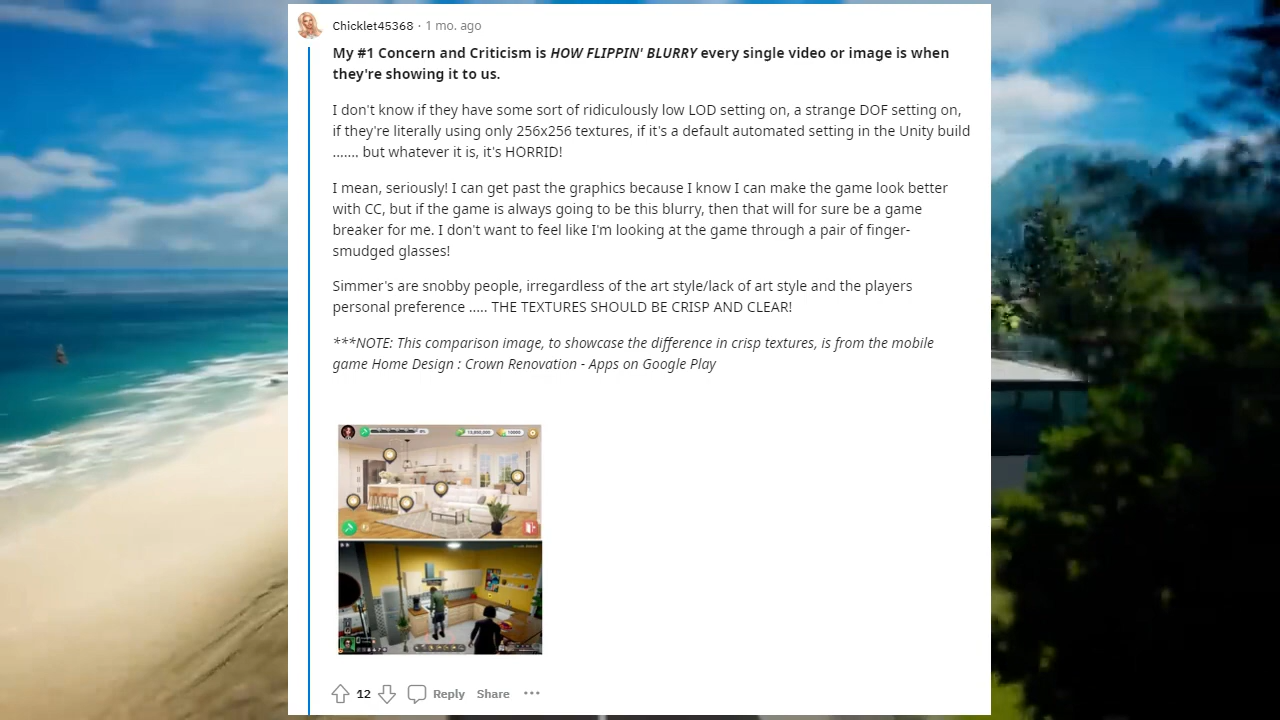 Chicklet45368 · 1 mo. ago
My #1 Concern and Criticism is HOW FLIPPIN' BLURRY every single video or image is when
they're showing it to us.
I don't know if they have some sort of ridiculously low LOD setting on, a strange DOF setting on,
if they're literally using only 256x256 textures, if it's a default automated setting in the Unity build
....... but whatever it is, it's HORRID!
I mean, seriously! I can get past the graphics because I know I can make the game look better
with CC, but if the game is always going to be this blurry, then that will for sure be a game
breaker for me. I don't want to feel like I'm looking at the game through a pair of finger-
smudged glasses!
Simmer's are snobby people, irregardless of the art style/lack of art style and the players
personal preference ..... THE TEXTURES SHOULD BE CRISP AND CLEAR!
***NOTE: This comparison image, to showcase the difference in crisp textures, is from the mobile
game Home Design : Crown Renovation - Apps on Google Play
12 Reply Share ···